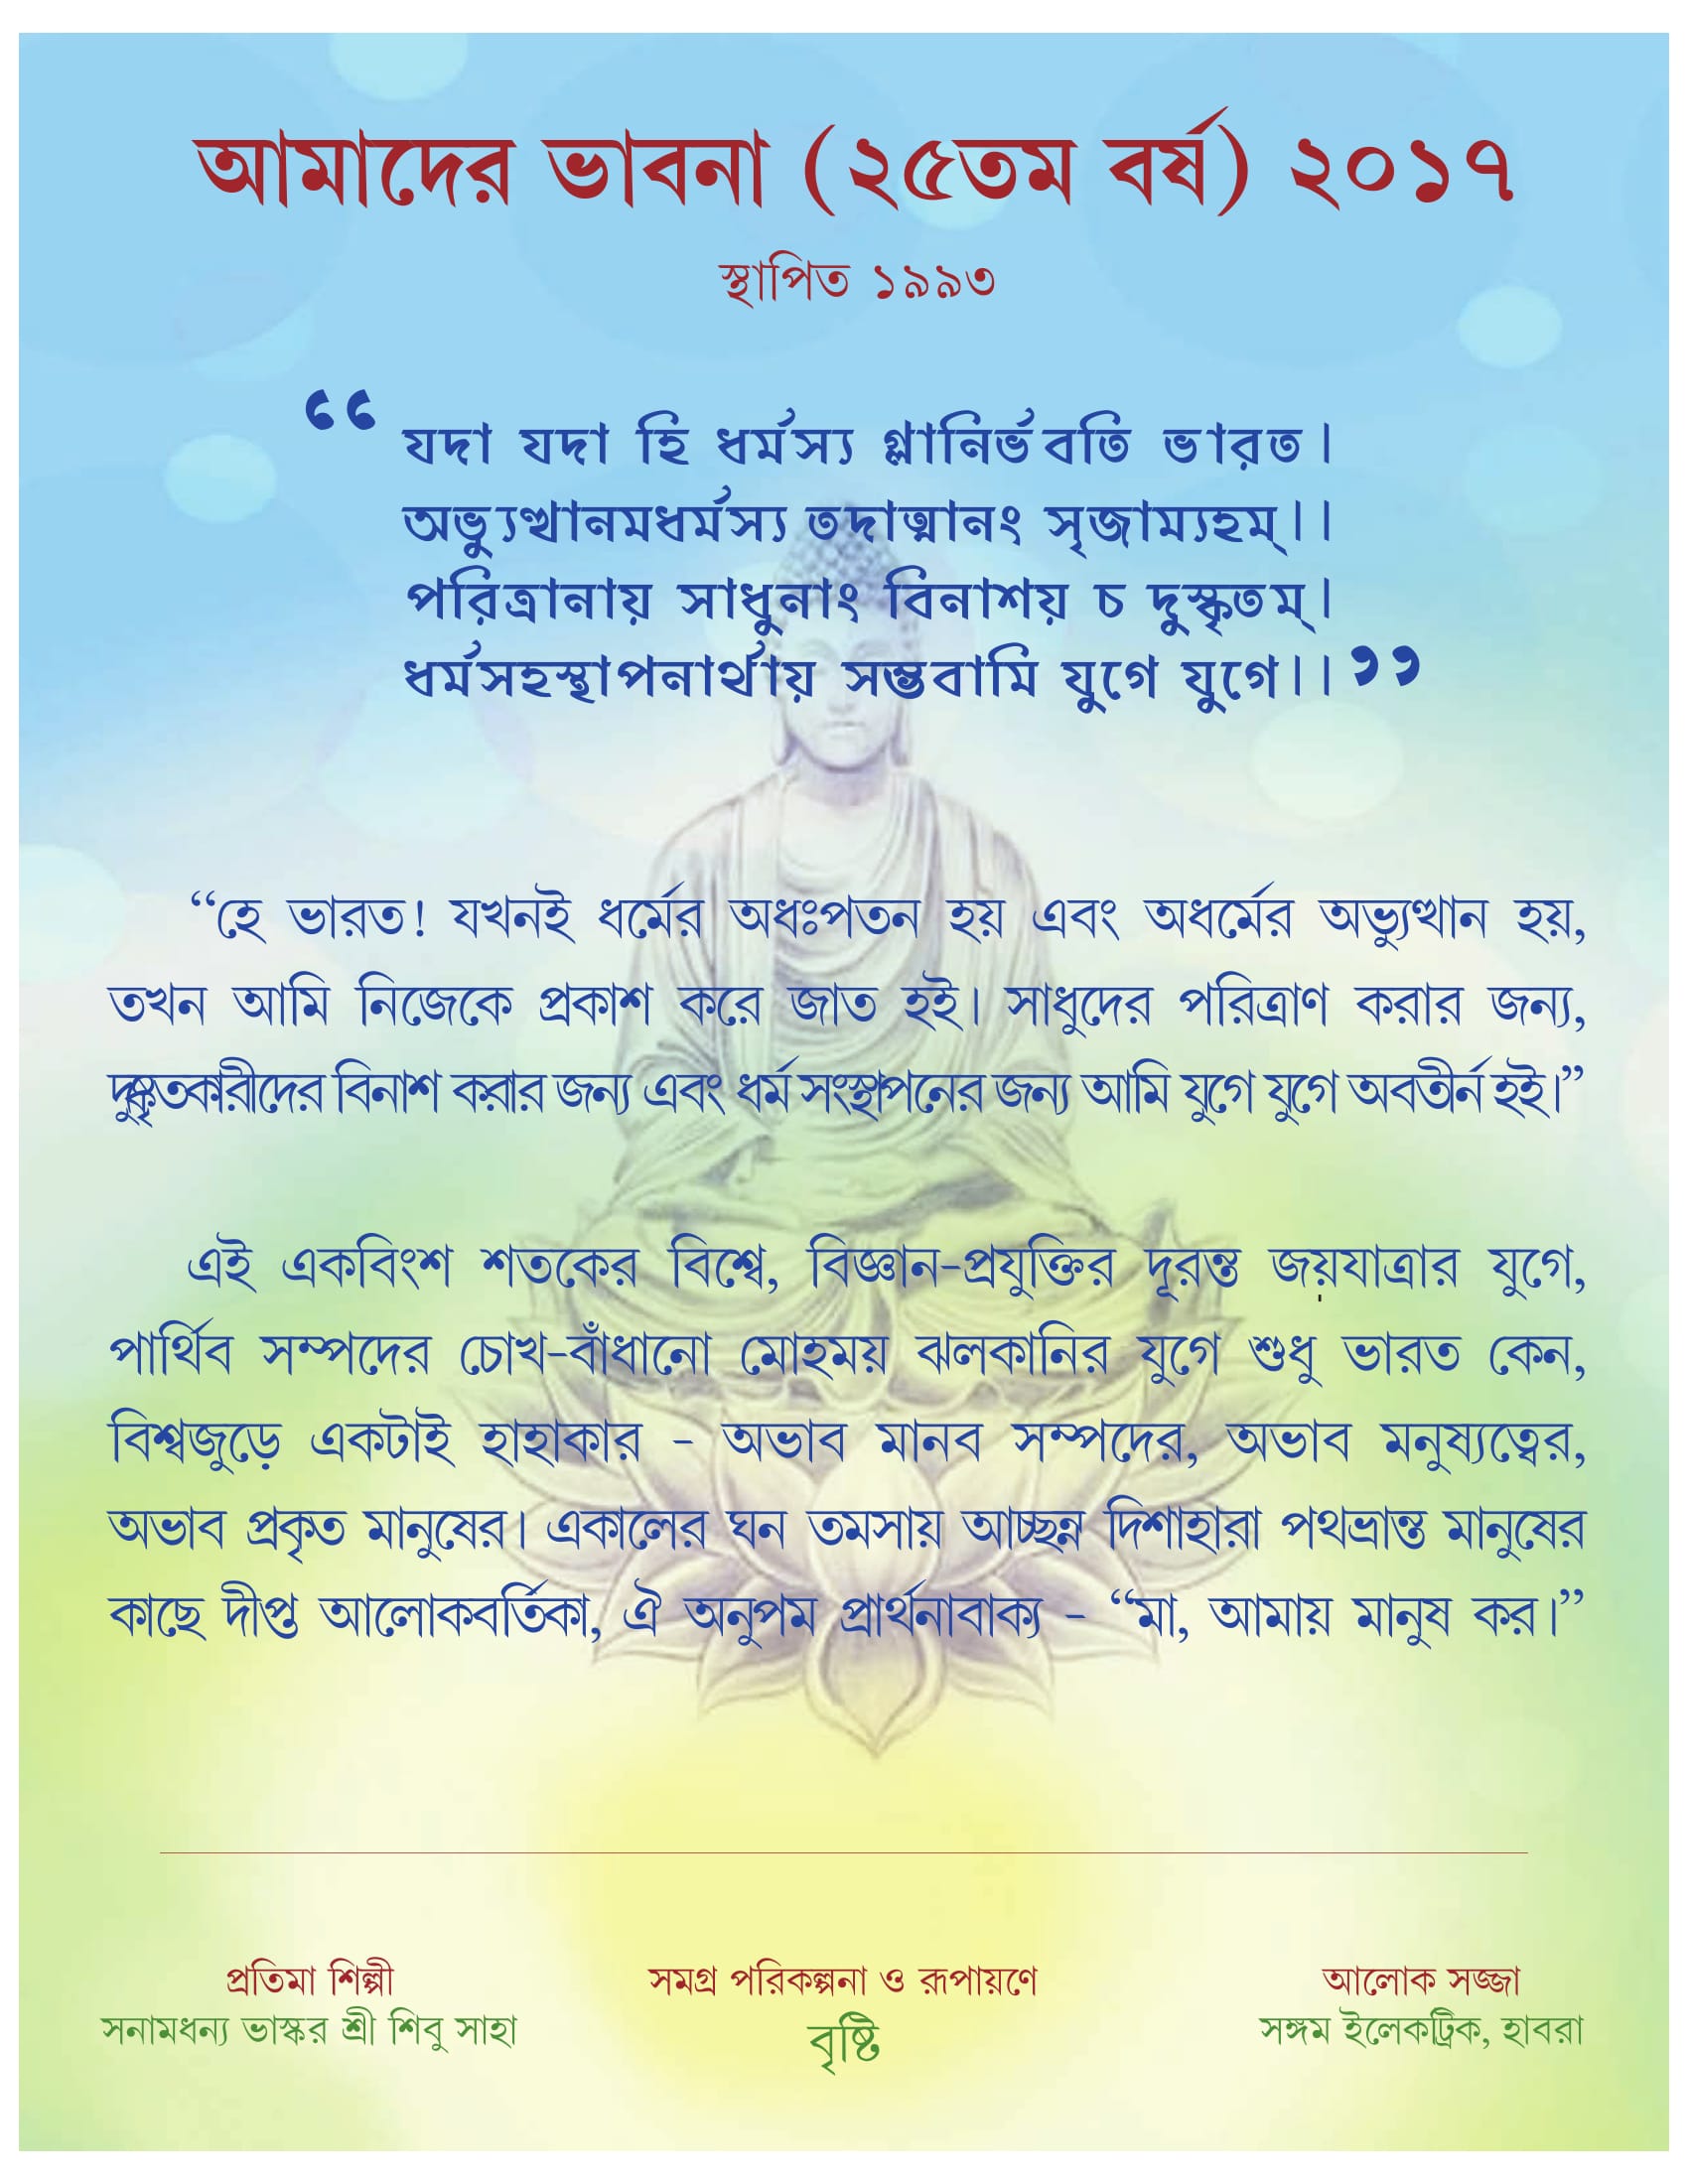 আমাদের ভাবনা (২৫তম বর্ষ) ২০১৭
স্থাপিত ১৯৯৩
“ যদা যদা হি ধর্মস্য গ্লানির্ভবতি ভারত।
অভ্যুত্থানমধর্মস্য তদাত্মানং সৃজাম্যহম্।।
পরিত্রানায় সাধুনাং বিনাশয় চ দুস্কৃতম্।
ধর্মসহস্থাপনার্থায় সম্ভবামি যুগে যুগে।। ”
“হে ভারত! যখনই ধর্মের অধঃপতন হয় এবং অধর্মের অভ্যুত্থান হয়,
তখন আমি নিজেকে প্রকাশ করে জাত হই। সাধুদের পরিত্রাণ করার জন্য,
দুষ্কৃতকারীদের বিনাশ করার জন্য এবং ধর্ম সংস্থাপনের জন্য আমি যুগে যুগে অবতীর্ন হই।”
এই একবিংশ শতকের বিশ্বে, বিজ্ঞান-প্রযুক্তির দূরন্ত জয়যাত্রার যুগে,
পার্থিব সম্পদের চোখ-বাঁধানো মোহময় ঝলকানির যুগে শুধু ভারত কেন,
বিশ্বজুড়ে একটাই হাহাকার - অভাব মানব সম্পদের, অভাব মনুষ্যত্বের,
অভাব প্রকৃত মানুষের। একালের ঘন তমসায় আচ্ছন্ন দিশাহারা পথভ্রান্ত মানুষের
কাছে দীপ্ত আলোকবর্তিকা, ঐ অনুপম প্রার্থনাবাক্য - “মা, আমায় মানুষ কর।”
প্রতিমা শিল্পী
সনামধন্য ভাস্কর শ্রী শিবু সাহা
সমগ্র পরিকল্পনা ও রূপায়ণে
বৃষ্টি
আলোক সজ্জা
সঙ্গম ইলেকট্রিক, হাবরা